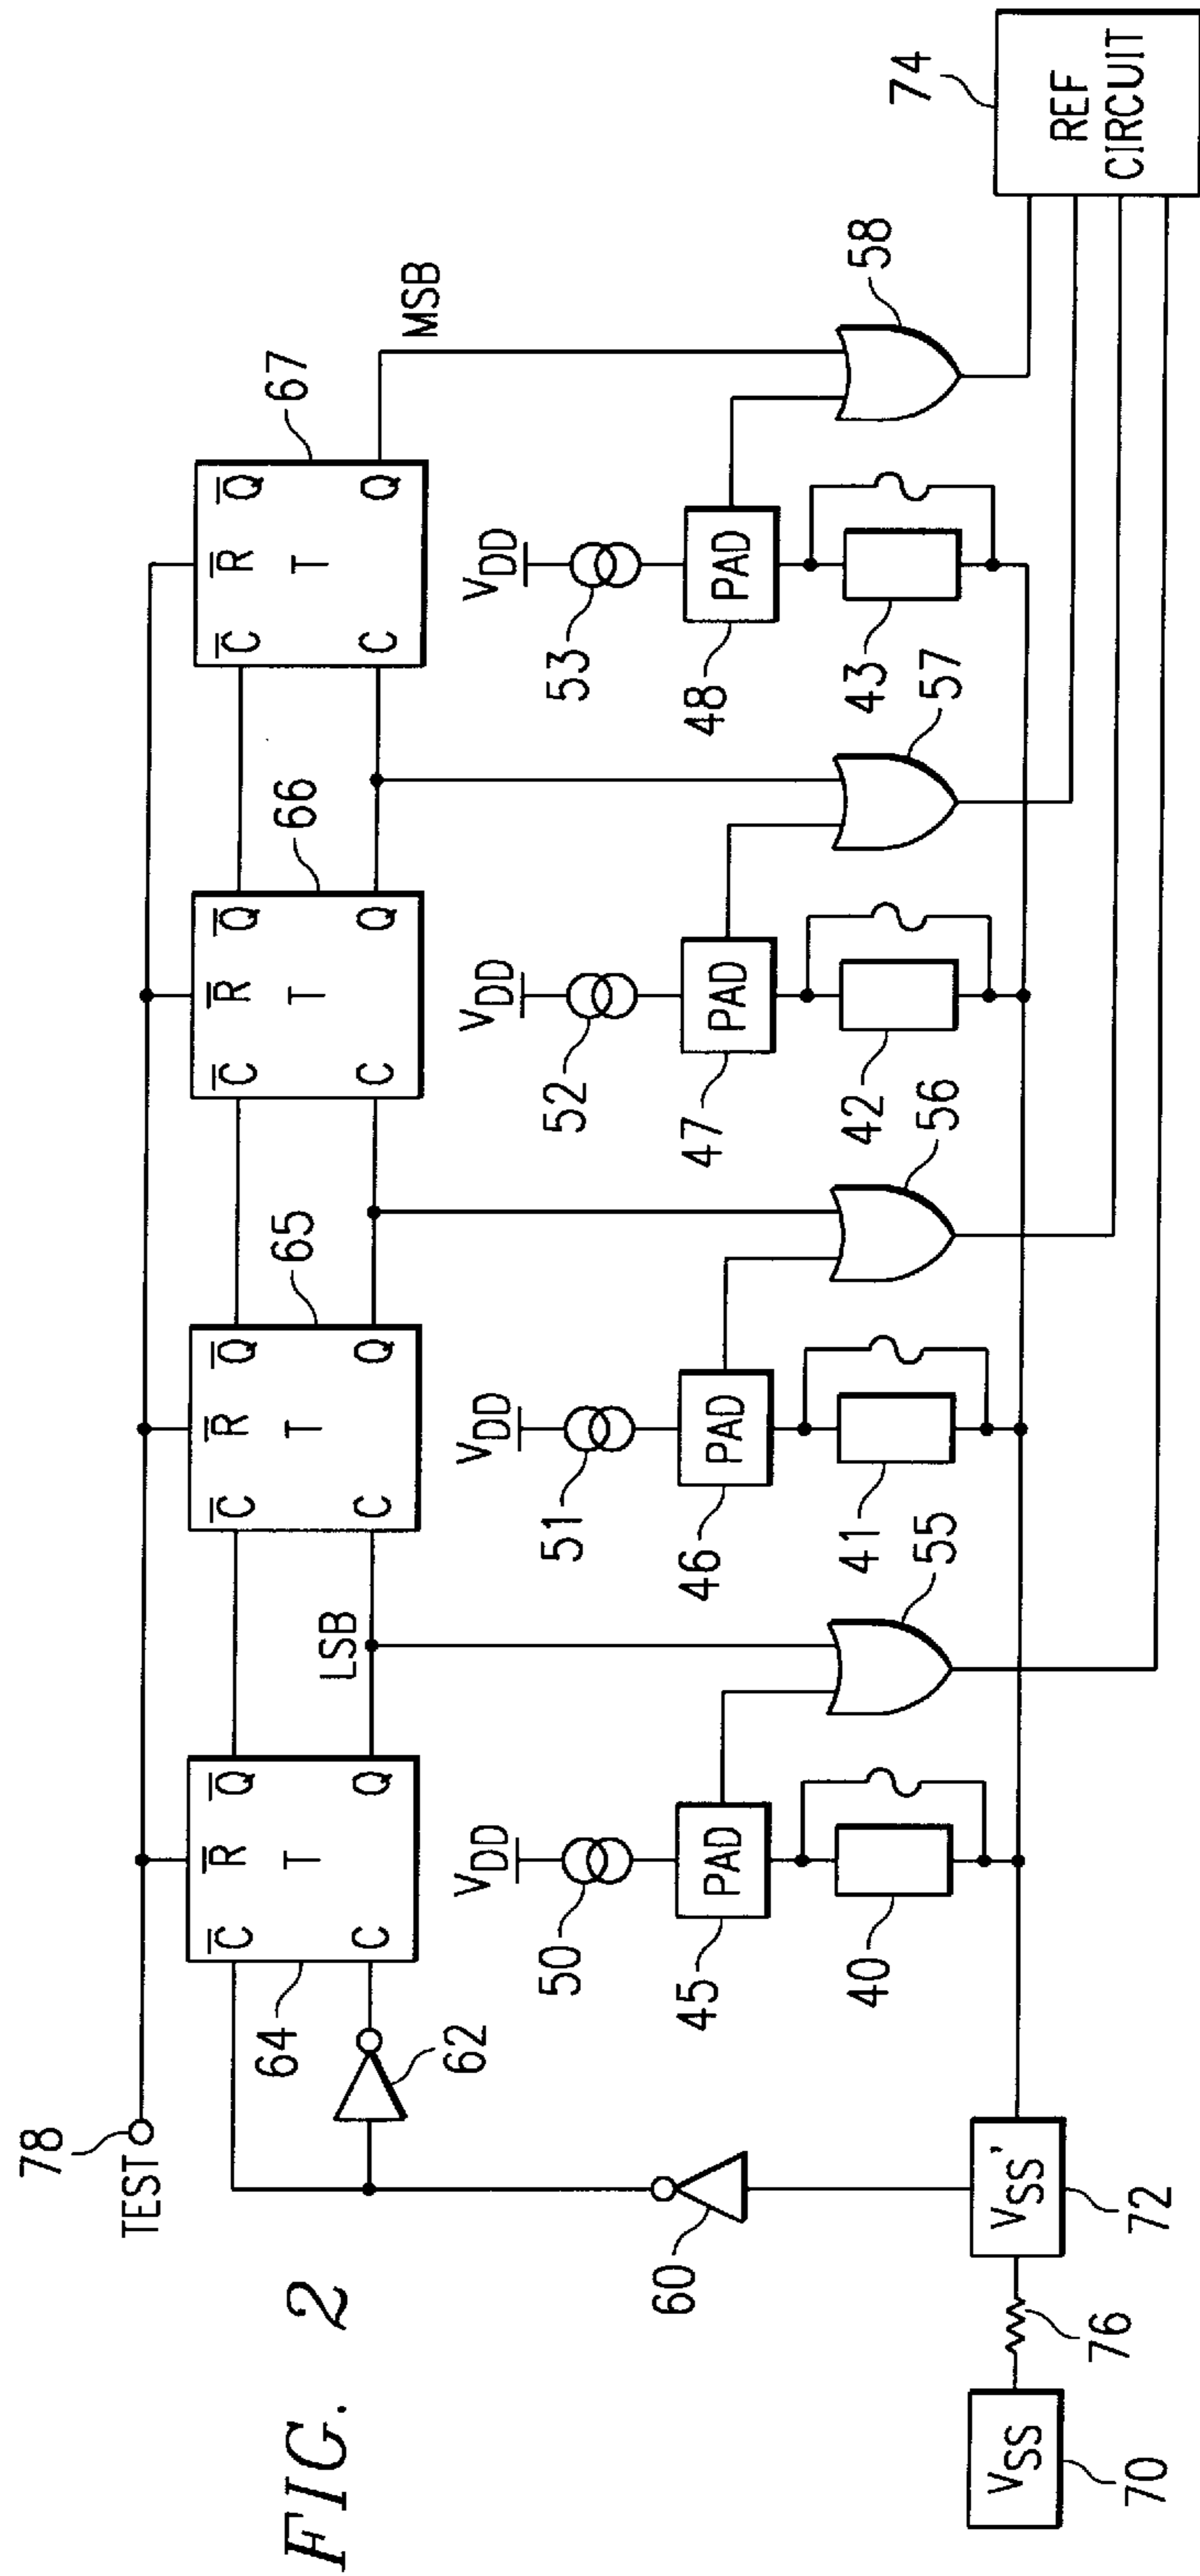 FIG. 2
78
TEST
64
65
66
67
C̅ R̅ Q̅
T
C Q
C̅ R̅ Q̅
T
C Q
C̅ R̅ Q̅
T
C Q
C̅ R̅ Q̅
T
C Q
LSB
MSB
62
60
VDD
VDD
VDD
VDD
50
51
52
53
PAD
PAD
PAD
PAD
45
46
47
48
40
41
42
43
55
56
57
58
74
REF
CIRCUIT
VSS
VSS'
70
76
72